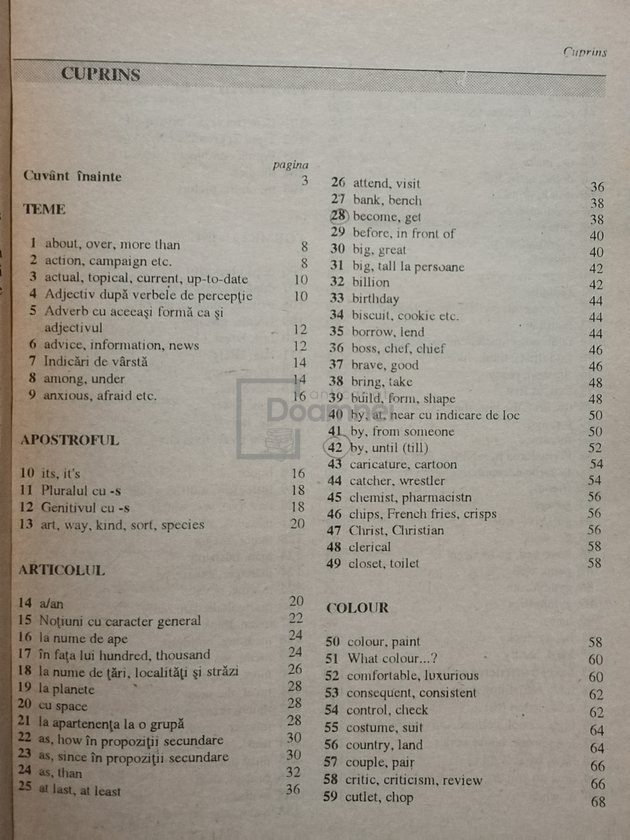 Cuprins
CUPRINS
pagina
Cuvânt înainte 3
TEME
1 about, over, more than 8
2 action, campaign etc. 8
3 actual, topical, current, up-to-date 10
4 Adjectiv după verbele de percepţie 10
5 Adverb cu aceeaşi formă ca şi
adjectivul 12
6 advice, information, news 12
7 Indicări de vârstă 14
8 among, under 14
9 anxious, afraid etc. 16
APOSTROFUL
10 its, it's 16
11 Pluralul cu -s 18
12 Genitivul cu -s 18
13 art, way, kind, sort, species 20
ARTICOLUL
14 a/an 20
15 Noţiuni cu caracter general 22
16 la nume de ape 24
17 în faţa lui hundred, thousand 24
18 la nume de ţări, localităţi şi străzi 26
19 la planete 28
20 cu space 28
21 la apartenenţa la o grupă 28
22 as, how în propoziţii secundare 30
23 as, since în propoziţii secundare 30
24 as, than 32
25 at last, at least 36
26 attend, visit 36
27 bank, bench 38
28 become, get 38
29 before, in front of 40
30 big, great 40
31 big, tall la persoane 42
32 billion 42
33 birthday 44
34 biscuit, cookie etc. 44
35 borrow, lend 44
36 boss, chef, chief 46
37 brave, good 46
38 bring, take 48
39 build, form, shape 48
40 by, at, near cu indicare de loc 50
41 by, from someone 50
42 by, until (till) 52
43 caricature, cartoon 54
44 catcher, wrestler 54
45 chemist, pharmacistn 56
46 chips, French fries, crisps 56
47 Christ, Christian 56
48 clerical 58
49 closet, toilet 58
COLOUR
50 colour, paint 58
51 What colour...? 60
52 comfortable, luxurious 60
53 consequent, consistent 62
54 control, check 62
55 costume, suit 64
56 country, land 64
57 couple, pair 66
58 critic, criticism, review 66
59 cutlet, chop 68